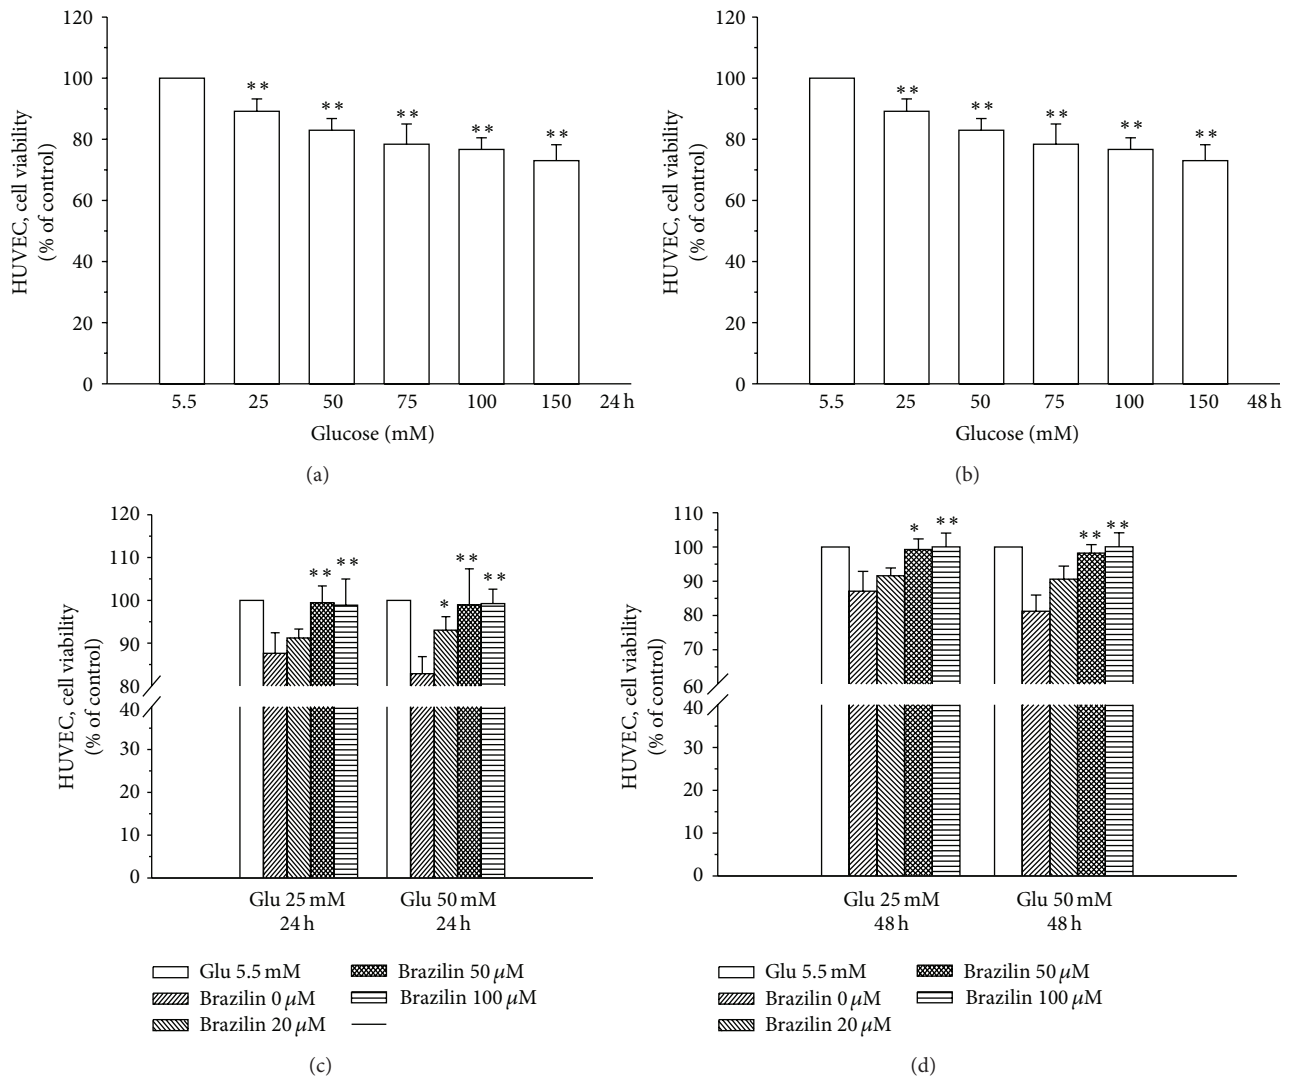 120
100
80
60
40
20
0
HUVEC, cell viability
(% of control)
** ** ** ** **
5.5 25 50 75 100 150 24 h
Glucose (mM)
(a)
120
100
80
60
40
20
0
HUVEC, cell viability
(% of control)
** ** ** ** **
5.5 25 50 75 100 150 48 h
Glucose (mM)
(b)
120
110
100
90
80
40
30
20
10
0
HUVEC, cell viability
(% of control)
** ** * ** **
Glu 25 mM Glu 50 mM
24 h 24 h
Glu 5.5 mM Brazilin 50 μM
Brazilin 0 μM Brazilin 100 μM
Brazilin 20 μM
(c)
110
100
90
80
70
60
40
30
20
10
0
HUVEC, cell viability
(% of control)
* ** ** **
Glu 25 mM Glu 50 mM
48 h 48 h
Glu 5.5 mM Brazilin 50 μM
Brazilin 0 μM Brazilin 100 μM
Brazilin 20 μM
(d)